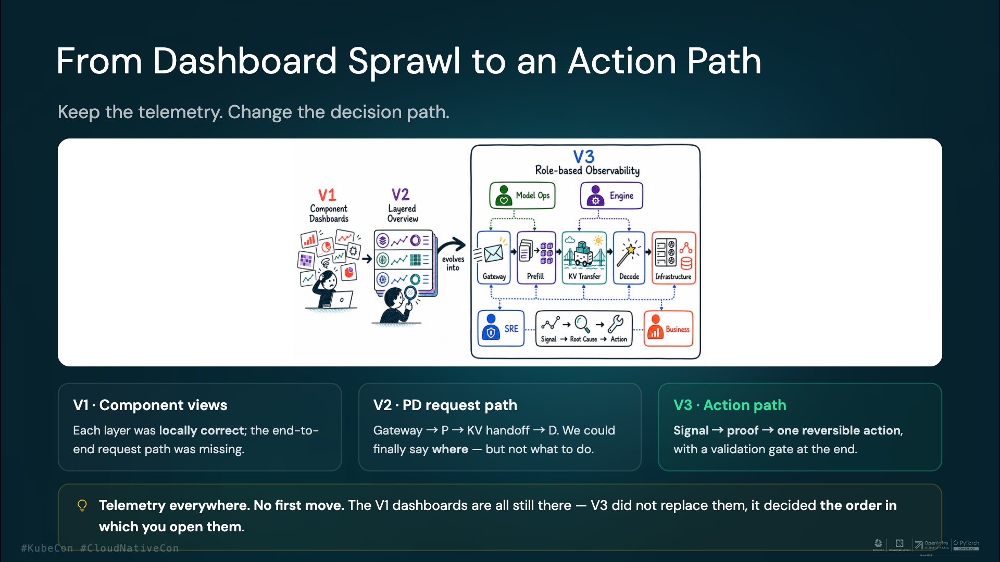 From Dashboard Sprawl to an Action Path
Keep the telemetry. Change the decision path.
V1
Component
Dashboards
V2
Layered
Overview
evolves
into
V3
Role-based Observability
Model Ops
Engine
Gateway
Prefill
KV Transfer
Decode
Infrastructure
SRE
Signal → Root Cause → Action
Business
V1 · Component views
Each layer was locally correct; the end-to-
end request path was missing.
V2 · PD request path
Gateway → P → KV handoff → D. We could
finally say where — but not what to do.
V3 · Action path
Signal → proof → one reversible action,
with a validation gate at the end.
Telemetry everywhere. No first move. The V1 dashboards are all still there — V3 did not replace them, it decided the order in
which you open them.
#KubeCon #CloudNativeCon
KubeCon
CloudNativeCon
OpenInfra
SUMMIT ASIA
PyTorch
CONFERENCE